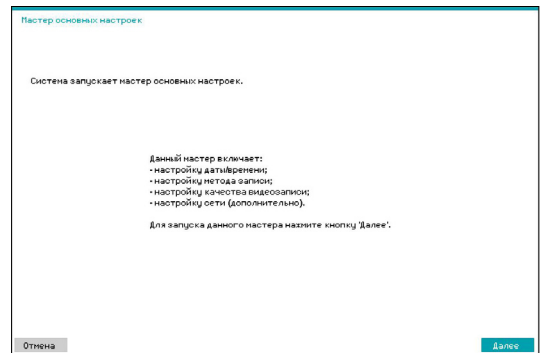 Мастер основных настроек
Система запускает мастер основных настроек.
Данный мастер включает:
- настройку даты/времени;
- настройку метода записи;
- настройку качества видеозаписи;
- настройку сети (дополнительно).
Для запуска данного мастера нажмите кнопку 'Далее'.
Отмена
Далее